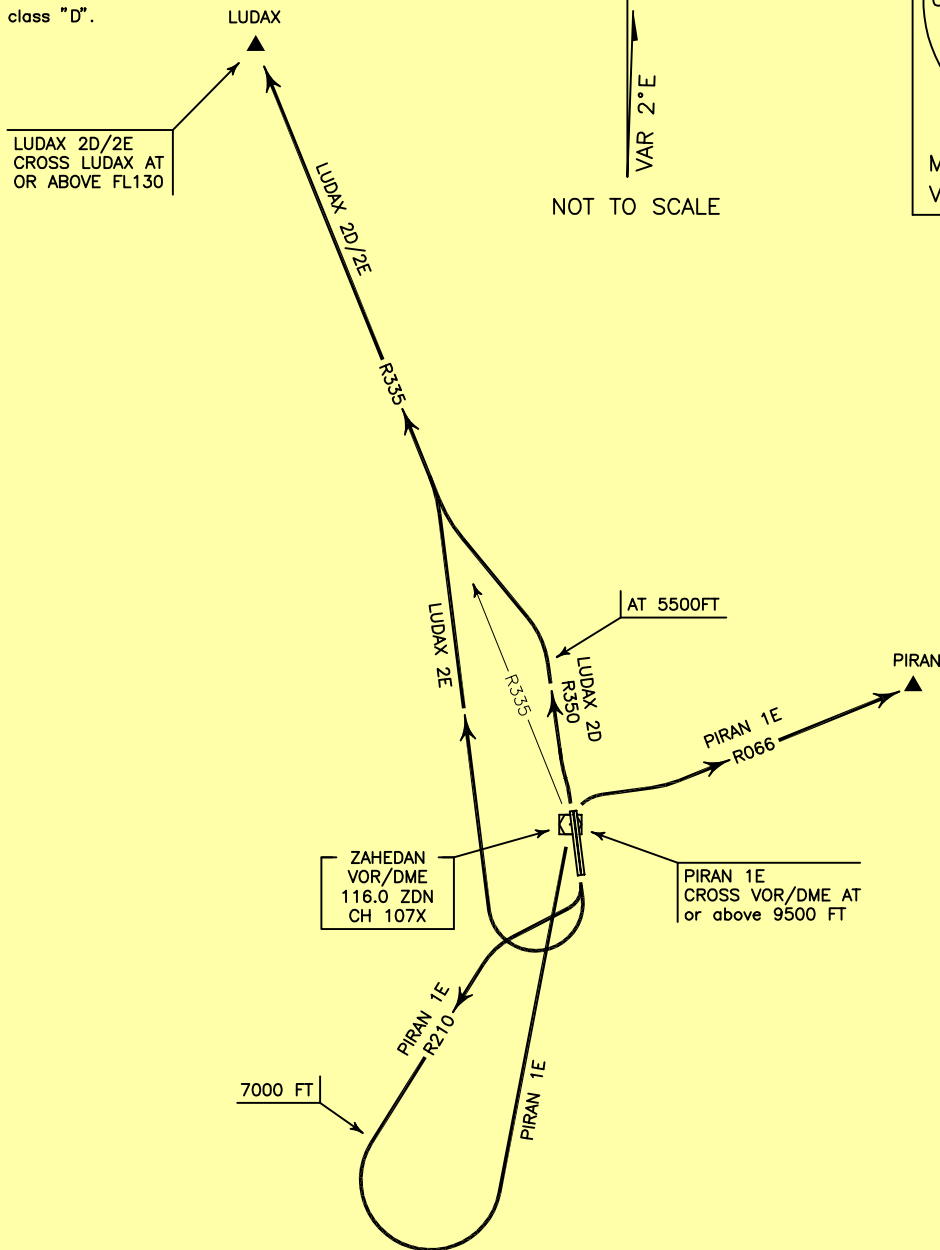 class "D".
LUDAX
VAR 2°E
NOT TO SCALE
LUDAX 2D/2E
CROSS LUDAX AT
OR ABOVE FL130
LUDAX 2D/2E
R335
AT 5500FT
LUDAX 2E
R335
LUDAX 2D
R350
PIRAN
PIRAN 1E
R066
ZAHEDAN
VOR/DME
116.0 ZDN
CH 107X
PIRAN 1E
CROSS VOR/DME AT
or above 9500 FT
PIRAN 1E
R210
PIRAN 1E
7000 FT